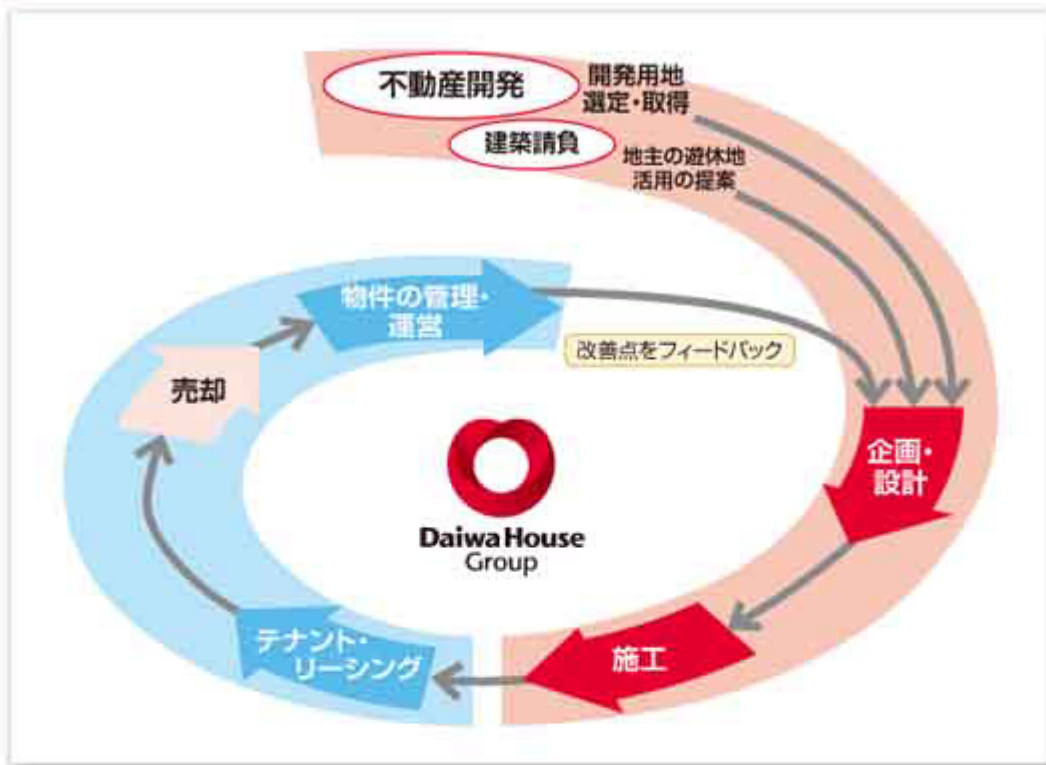 不動産開発
開発用地
選定・取得
建築請負
地主の遊休地
活用の提案
物件の管理・
運営
改善点をフィードバック
売却
企画・
設計
Daiwa House
Group
テナント・
リーシング
施工